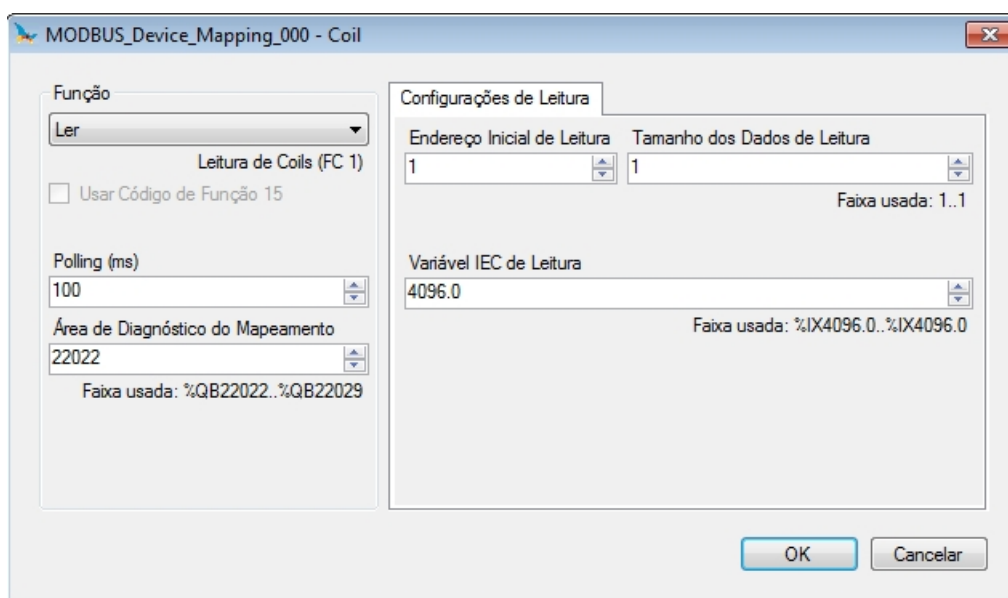 MODBUS_Device_Mapping_000 - Coil
Função
Ler
Leitura de Coils (FC 1)
Usar Código de Função 15
Polling (ms)
100
Área de Diagnóstico do Mapeamento
22022
Faixa usada: %QB22022..%QB22029
Configurações de Leitura
Endereço Inicial de Leitura Tamanho dos Dados de Leitura
1 1
Faixa usada: 1..1
Variável IEC de Leitura
4096.0
Faixa usada: %IX4096.0..%IX4096.0
OK Cancelar